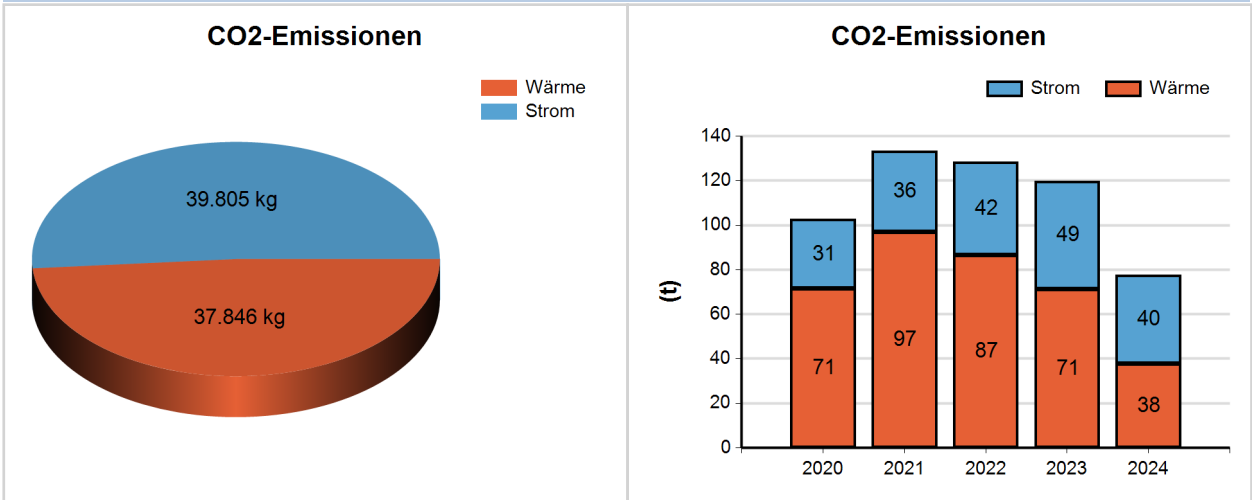 CO2-Emissionen
Wärme
Strom
39.805 kg
37.846 kg
CO2-Emissionen
Strom Wärme
(t)
140
120
100
80
60
40
20
0
31
71
36
97
42
87
49
71
40
38
2020 2021 2022 2023 2024